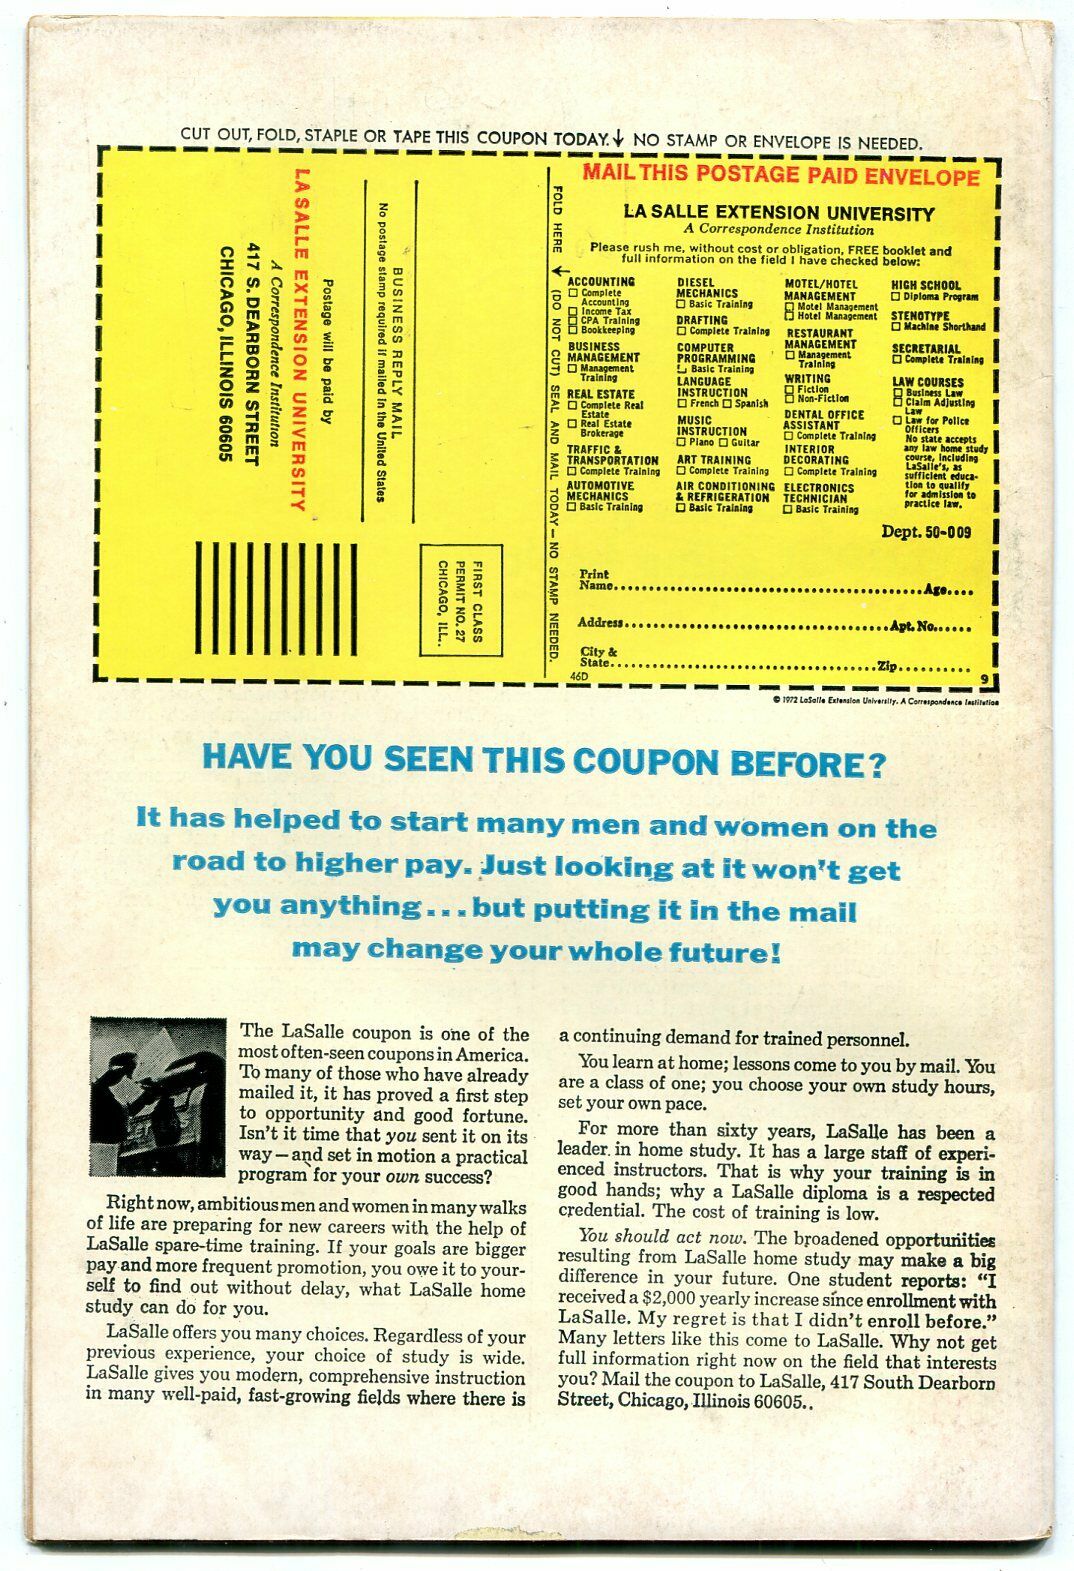 CUT OUT, FOLD, STAPLE OR TAPE THIS COUPON TODAY.↓ NO STAMP OR ENVELOPE IS NEEDED.
FIRST CLASS
PERMIT NO. 27
CHICAGO, ILL.
BUSINESS REPLY MAIL
No postage stamp required if mailed in the United States
Postage will be paid by
LA SALLE EXTENSION UNIVERSITY
A Correspondence Institution
417 S. DEARBORN STREET
CHICAGO, ILLINOIS 60605
FOLD HERE → (DO NOT CUT) SEAL AND MAIL TODAY—NO STAMP NEEDED.
MAIL THIS POSTAGE PAID ENVELOPE
LA SALLE EXTENSION UNIVERSITY
A Correspondence Institution
Please rush me, without cost or obligation, FREE booklet and
full information on the field I have checked below:
ACCOUNTING
☐ Complete
Accounting
☐ Income Tax
☐ CPA Training
☐ Bookkeeping
BUSINESS
MANAGEMENT
☐ Management
Training
REAL ESTATE
☐ Complete Real
Estate
☐ Real Estate
Brokerage
TRAFFIC &
TRANSPORTATION
☐ Complete Training
AUTOMOTIVE
MECHANICS
☐ Basic Training
DIESEL
MECHANICS
☐ Basic Training
DRAFTING
☐ Complete Training
COMPUTER
PROGRAMMING
☐ Basic Training
LANGUAGE
INSTRUCTION
☐ French ☐ Spanish
MUSIC
INSTRUCTION
☐ Piano ☐ Guitar
ART TRAINING
☐ Complete Training
AIR CONDITIONING
& REFRIGERATION
☐ Basic Training
MOTEL/HOTEL
MANAGEMENT
☐ Motel Management
☐ Hotel Management
RESTAURANT
MANAGEMENT
☐ Management
Training
WRITING
☐ Fiction
☐ Non-Fiction
DENTAL OFFICE
ASSISTANT
☐ Complete Training
INTERIOR
DECORATING
☐ Complete Training
ELECTRONICS
TECHNICIAN
☐ Basic Training
HIGH SCHOOL
☐ Diploma Program
STENOTYPE
☐ Machine Shorthand
SECRETARIAL
☐ Complete Training
LAW COURSES
☐ Business Law
☐ Claim Adjusting
Law
☐ Law for Police
Officers
No state accepts
any law home study
course, including
LaSalle's, as
sufficient educa-
tion to qualify
for admission to
practice law.
Dept. 50-009
Print
Name..........Age....
Address..........Apt. No......
City &
State..........Zip..........
46D
9
© 1972 LaSalle Extension University. A Correspondence Institution
HAVE YOU SEEN THIS COUPON BEFORE?
It has helped to start many men and women on the
road to higher pay. Just looking at it won't get
you anything...but putting it in the mail
may change your whole future!
The LaSalle coupon is one of the
most often-seen coupons in America.
To many of those who have already
mailed it, it has proved a first step
to opportunity and good fortune.
Isn't it time that you sent it on its
way—and set in motion a practical
program for your own success?
Right now, ambitious men and women in many walks
of life are preparing for new careers with the help of
LaSalle spare-time training. If your goals are bigger
pay and more frequent promotion, you owe it to your-
self to find out without delay, what LaSalle home
study can do for you.
LaSalle offers you many choices. Regardless of your
previous experience, your choice of study is wide.
LaSalle gives you modern, comprehensive instruction
in many well-paid, fast-growing fields where there is
a continuing demand for trained personnel.
You learn at home; lessons come to you by mail. You
are a class of one; you choose your own study hours,
set your own pace.
For more than sixty years, LaSalle has been a
leader in home study. It has a large staff of experi-
enced instructors. That is why your training is in
good hands; why a LaSalle diploma is a respected
credential. The cost of training is low.
You should act now. The broadened opportunities
resulting from LaSalle home study may make a big
difference in your future. One student reports: "I
received a $2,000 yearly increase since enrollment with
LaSalle. My regret is that I didn't enroll before."
Many letters like this come to LaSalle. Why not get
full information right now on the field that interests
you? Mail the coupon to LaSalle, 417 South Dearborn
Street, Chicago, Illinois 60605..